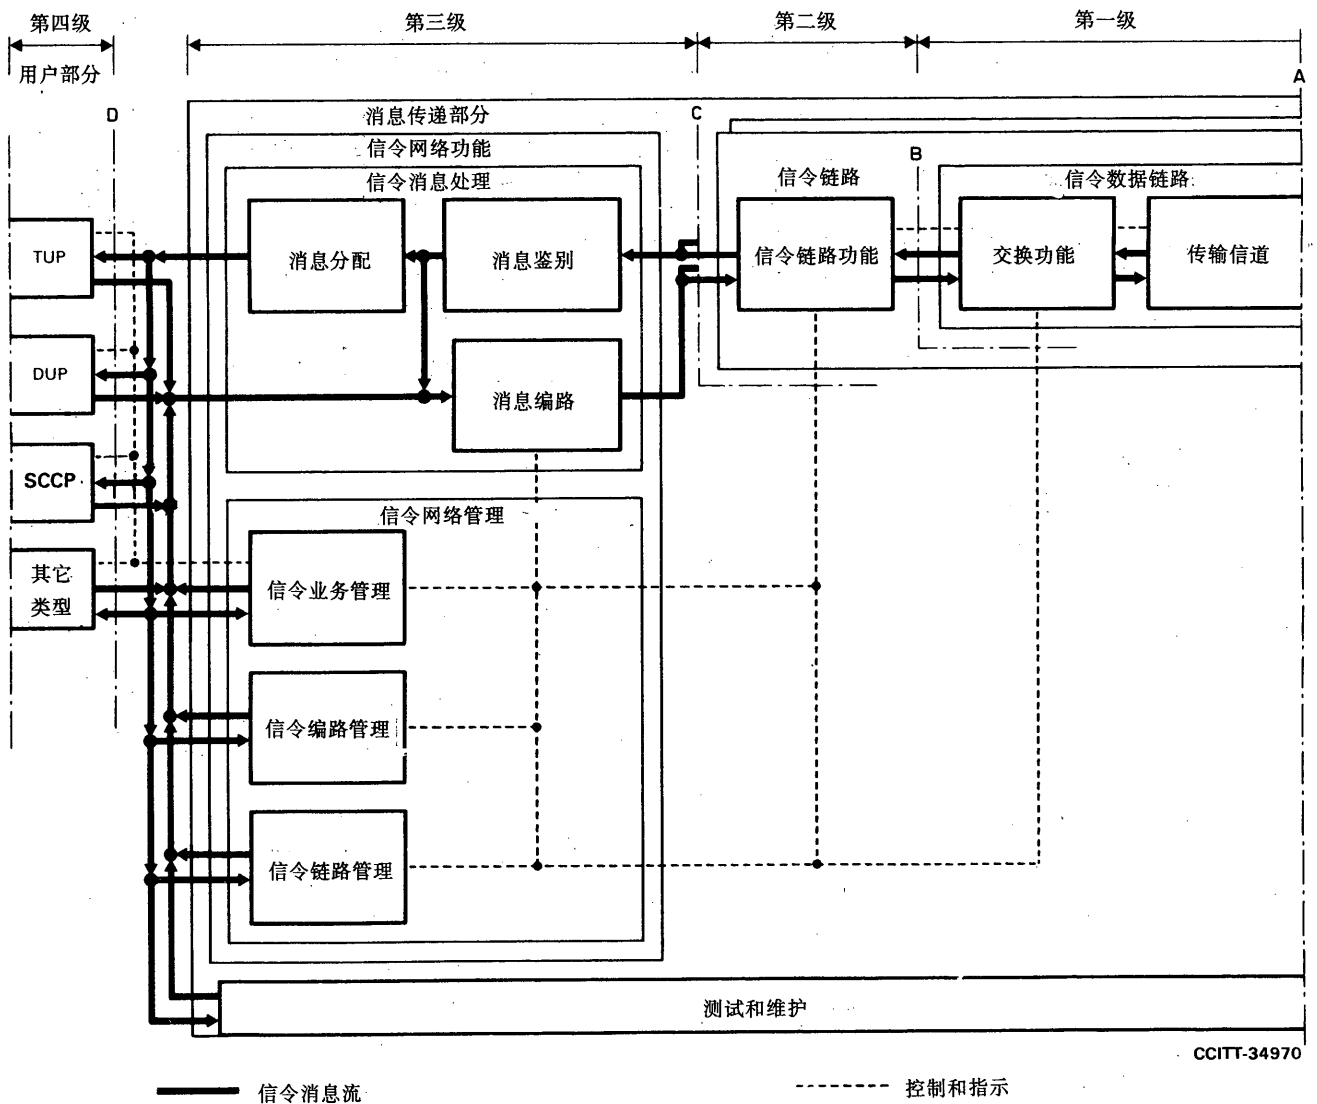 第四级
第三级
第二级
第一级
用户部分
A
D
消息传递部分
C
信令网络功能
B
信令消息处理
信令链路
信令数据链路
TUP
消息分配
消息鉴别
信令链路功能
交换功能
传输信道
DUP
消息编路
SCCP
信令网络管理
其它
类型
信令业务管理
信令编路管理
信令链路管理
测试和维护
CCITT-34970
信令消息流
控制和指示